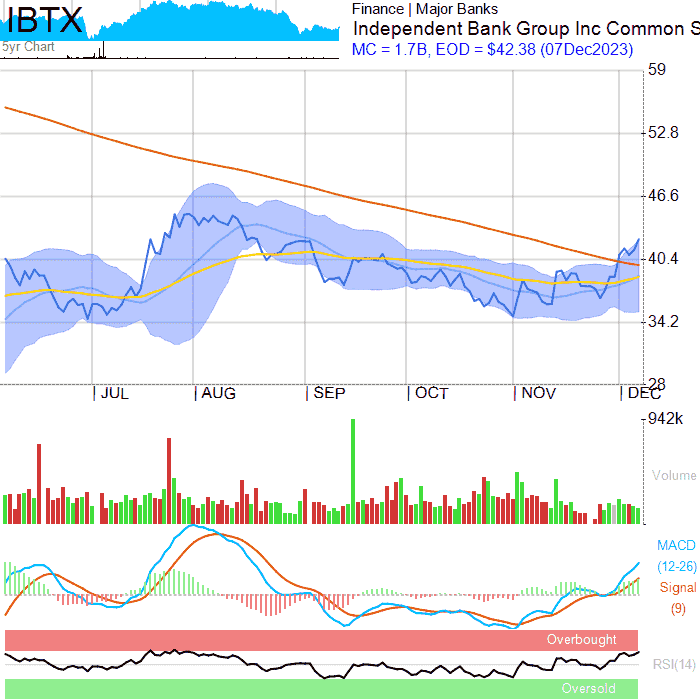 IBTX
5yr Chart
Finance | Major Banks
Independent Bank Group Inc Common S
MC = 1.7B, EOD = $42.38 (07Dec2023)
59
52.8
46.6
40.4
34.2
28
JUL AUG SEP OCT NOV DEC
942k
Volume
MACD
(12-26)
Signal
(9)
Overbought
RSI(14)
Oversold